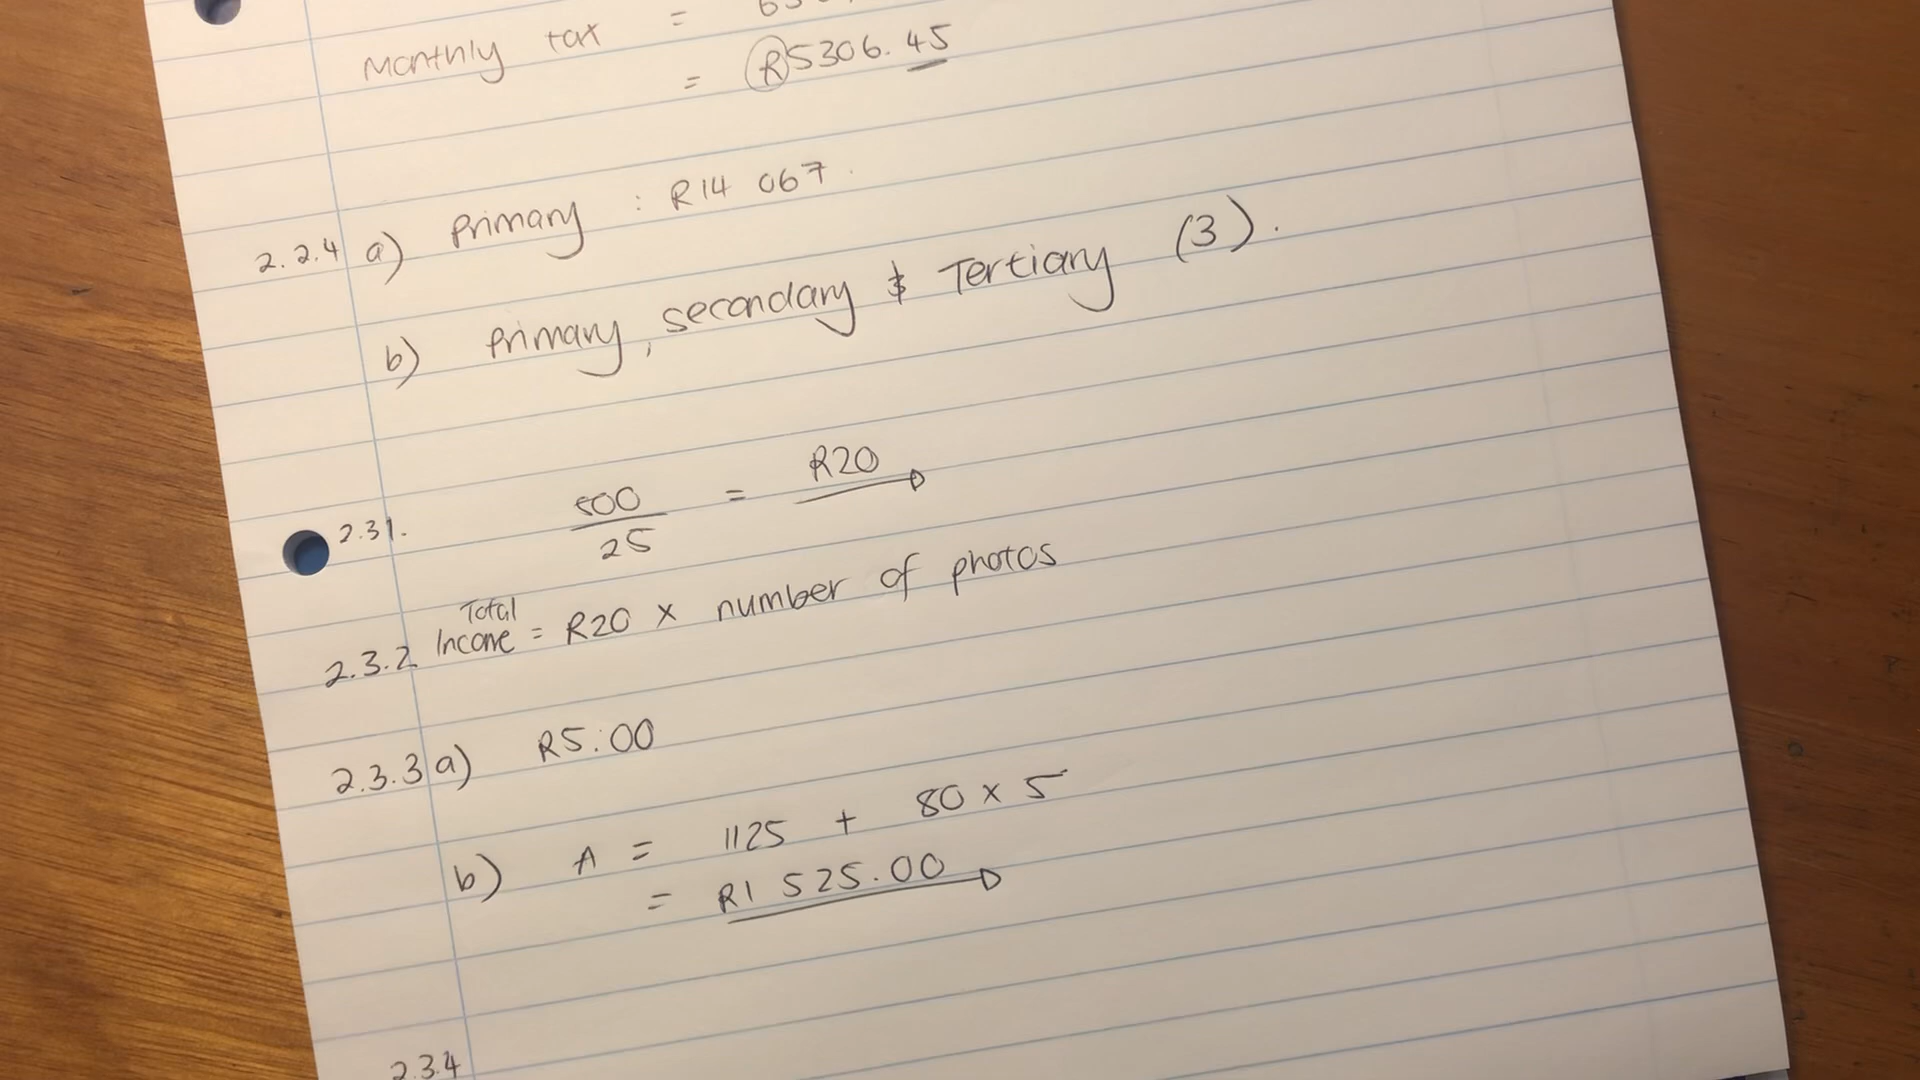 Monthly tax =
= R5306.45
2.2.4 a) Primary : R14 067.
b) Primary, secondary & Tertiary (3).
2.31. 500/25 = R20
2.3.2 Total Income = R20 x number of photos
2.3.3 a) R5.00
b) A = 1125 + 80 x 5
= R1 525.00
2.3.4